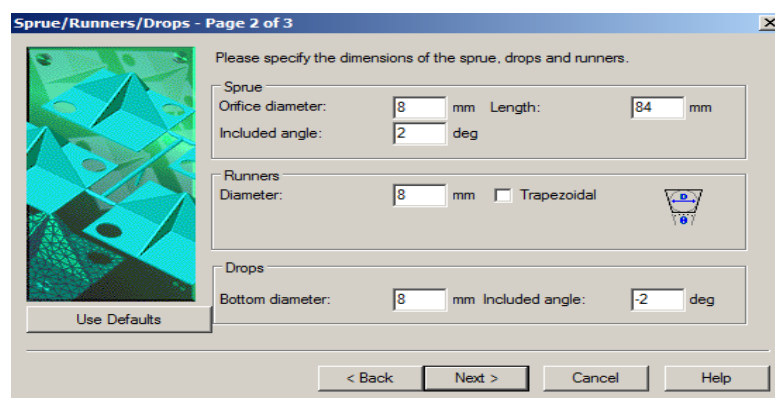 Sprue/Runners/Drops - Page 2 of 3
Please specify the dimensions of the sprue, drops and runners.
Sprue
Orifice diameter: 8 mm Length: 84 mm
Included angle: 2 deg
Runners
Diameter: 8 mm Trapezoidal
D
θ
Drops
Bottom diameter: 8 mm Included angle: -2 deg
Use Defaults
< Back Next > Cancel Help